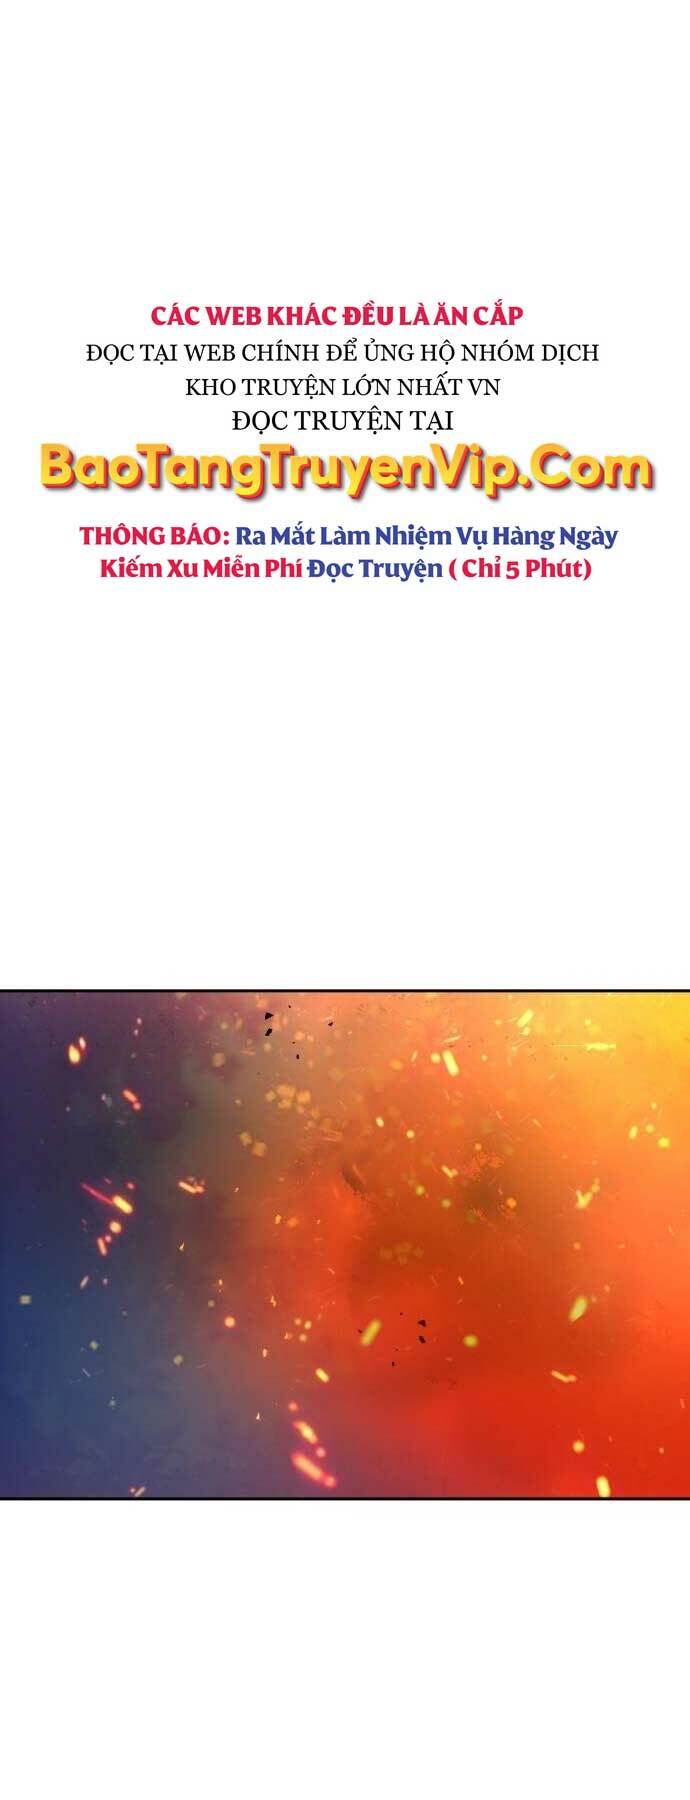 CÁC WEB KHÁC ĐỀU LÀ ĂN CẮP
ĐỌC TẠI WEB CHÍNH ĐỂ ỦNG HỘ NHÓM DỊCH
KHO TRUYỆN LỚN NHẤT VN
ĐỌC TRUYỆN TẠI
BaoTangTruyenVip.Com
THÔNG BÁO: Ra Mắt Làm Nhiệm Vụ Hàng Ngày
Kiếm Xu Miễn Phí Đọc Truyện ( Chỉ 5 Phút)